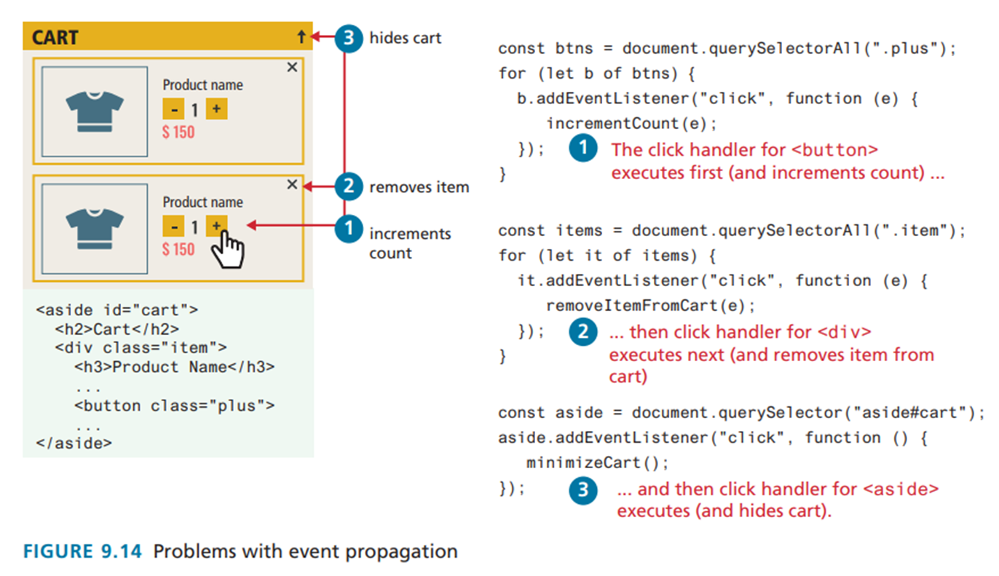 CART ↑
3 hides cart
×
Product name
- 1 +
$ 150
×
2 removes item
Product name
- 1 +
1 increments
count
$ 150
<aside id="cart">
<h2>Cart</h2>
<div class="item">
<h3>Product Name</h3>
...
<button class="plus">
...
</aside>
const btns = document.querySelectorAll(".plus");
for (let b of btns) {
b.addEventListener("click", function (e) {
incrementCount(e);
});
1 The click handler for <button>
executes first (and increments count) ...
}
const items = document.querySelectorAll(".item");
for (let it of items) {
it.addEventListener("click", function (e) {
removeItemFromCart(e);
});
2 ... then click handler for <div>
executes next (and removes item from
cart)
}
const aside = document.querySelector("aside#cart");
aside.addEventListener("click", function () {
minimizeCart();
});
3 ... and then click handler for <aside>
executes (and hides cart).
FIGURE 9.14 Problems with event propagation